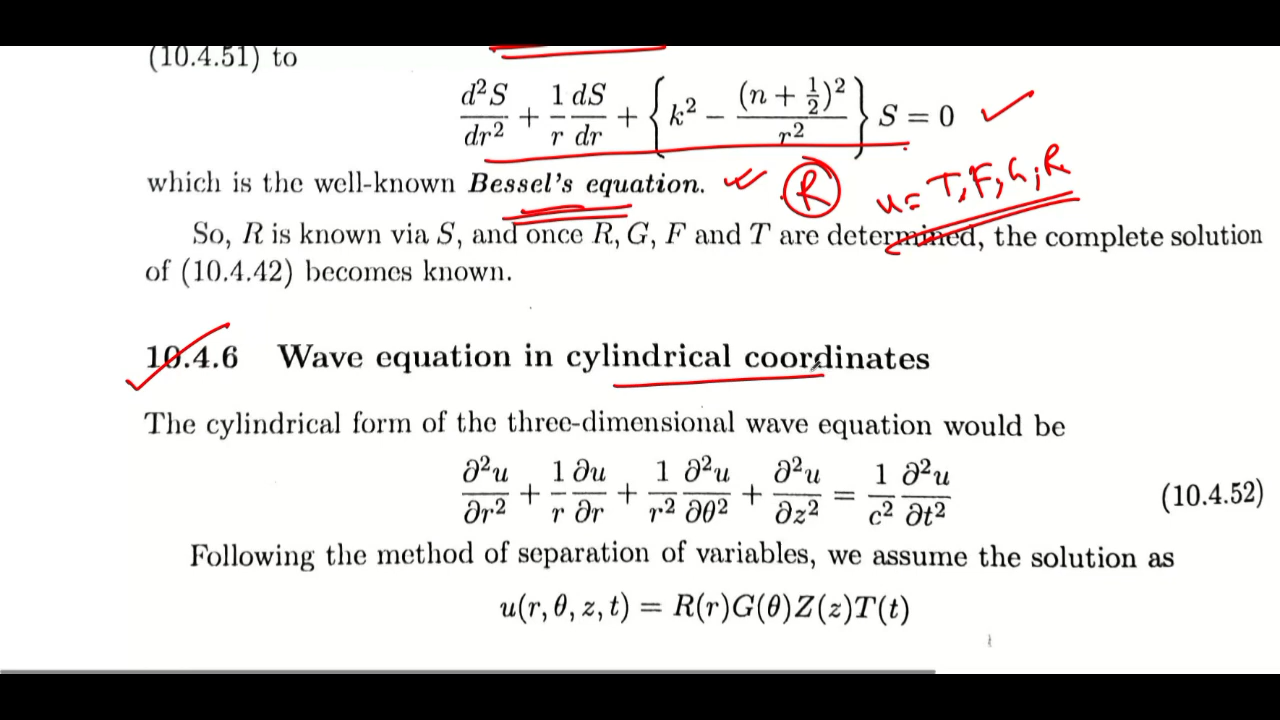 (10.4.51) to
d²S/dr² + 1/r dS/dr + { k² − (n + ½)²/r² } S = 0
which is the well-known Bessel's equation.
R
u = T, F, G, R
So, R is known via S, and once R, G, F and T are determined, the complete solution
of (10.4.42) becomes known.
10.4.6 Wave equation in cylindrical coordinates
The cylindrical form of the three-dimensional wave equation would be
∂²u/∂r² + 1/r ∂u/∂r + 1/r² ∂²u/∂θ² + ∂²u/∂z² = 1/c² ∂²u/∂t² (10.4.52)
Following the method of separation of variables, we assume the solution as
u(r, θ, z, t) = R(r)G(θ)Z(z)T(t)